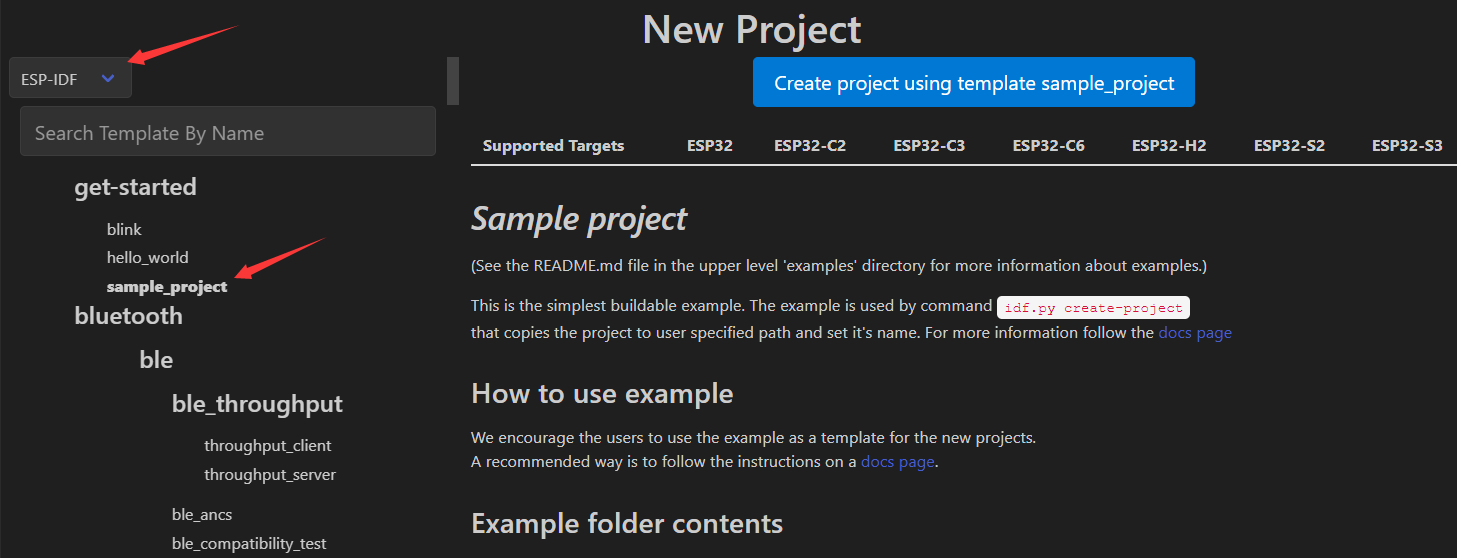 New Project
ESP-IDF
Search Template By Name
get-started
blink
hello_world
sample_project
bluetooth
ble
ble_throughput
throughput_client
throughput_server
ble_ancs
ble_compatibility_test
Create project using template sample_project
Supported Targets ESP32 ESP32-C2 ESP32-C3 ESP32-C6 ESP32-H2 ESP32-S2 ESP32-S3
Sample project
(See the README.md file in the upper level 'examples' directory for more information about examples.)
This is the simplest buildable example. The example is used by command idf.py create-project
that copies the project to user specified path and set it's name. For more information follow the docs page
How to use example
We encourage the users to use the example as a template for the new projects.
A recommended way is to follow the instructions on a docs page.
Example folder contents